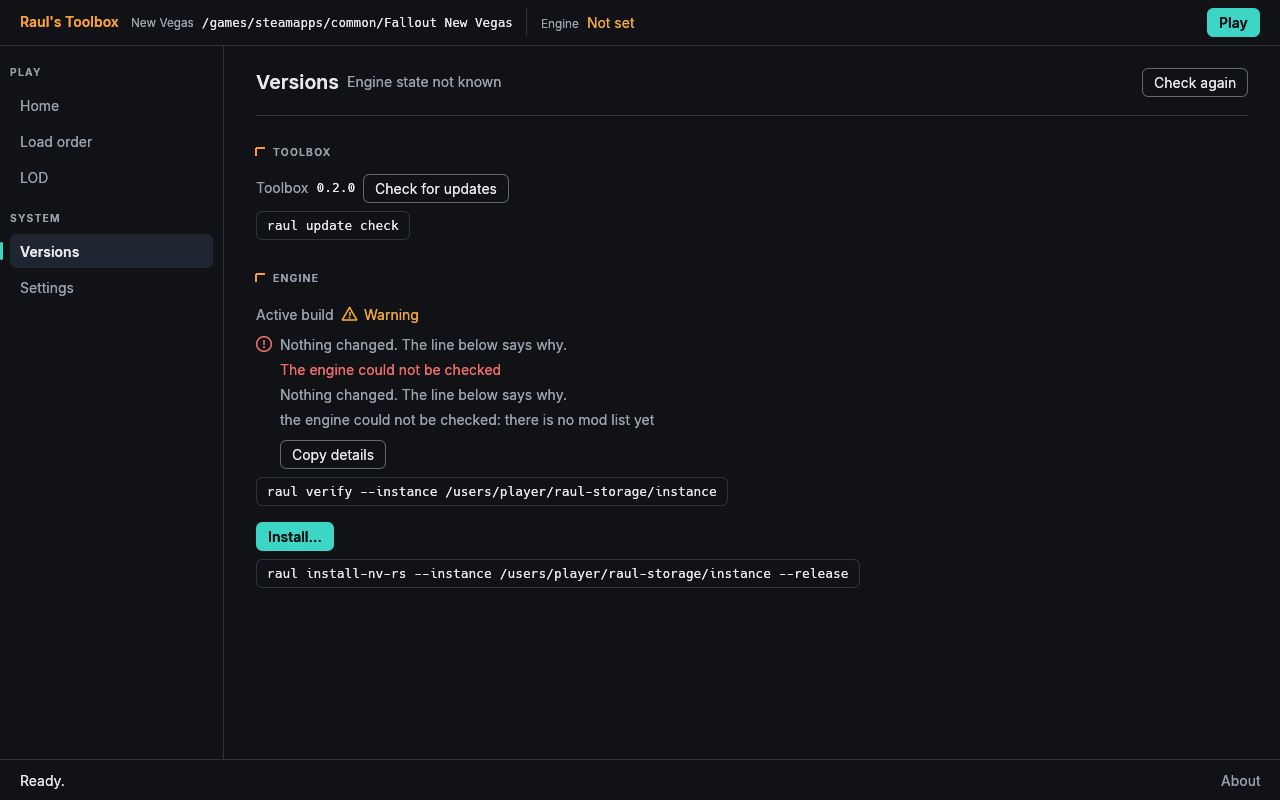 Raul's Toolbox New Vegas /games/steamapps/common/Fallout New Vegas Engine Not set Play
PLAY
Home
Load order
LOD
SYSTEM
Versions
Settings
Versions Engine state not known Check again
TOOLBOX
Toolbox 0.2.0 Check for updates
raul update check
ENGINE
Active build Warning
Nothing changed. The line below says why.
The engine could not be checked
Nothing changed. The line below says why.
the engine could not be checked: there is no mod list yet
Copy details
raul verify --instance /users/player/raul-storage/instance
Install...
raul install-nv-rs --instance /users/player/raul-storage/instance --release
Ready. About